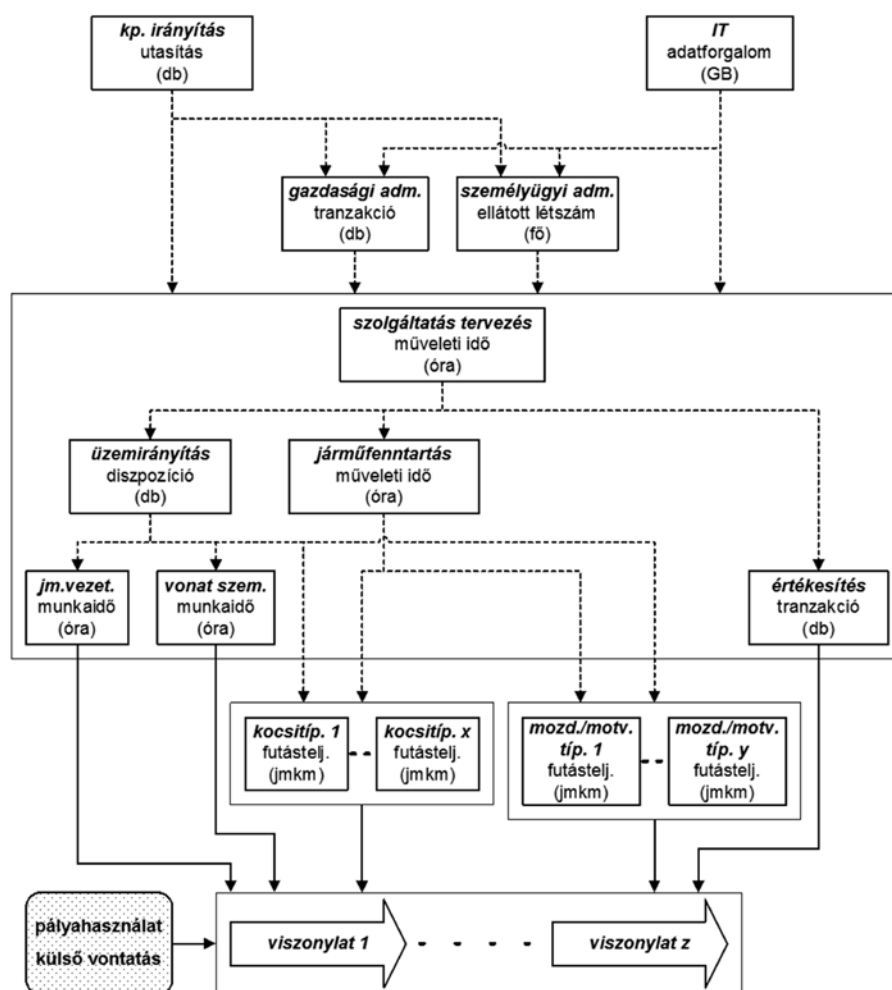 kp. irányítás
utasítás
(db)
IT
adatforgalom
(GB)
gazdasági adm.
tranzakció
(db)
személyügyi adm.
ellátott létszám
(fő)
szolgáltatás tervezés
műveleti idő
(óra)
üzemirányítás
diszpozíció
(db)
járműfenntartás
műveleti idő
(óra)
jm.vezet.
munkaidő
(óra)
vonat szem.
munkaidő
(óra)
értékesítés
tranzakció
(db)
kocsitíp. 1
futástelj.
(jmkm)
kocsitíp. x
futástelj.
(jmkm)
mozd./motv.
típ. 1
futástelj.
(jmkm)
mozd./motv.
típ. y
futástelj.
(jmkm)
pályahasználat
külső vontatás
viszonylat 1
viszonylat z